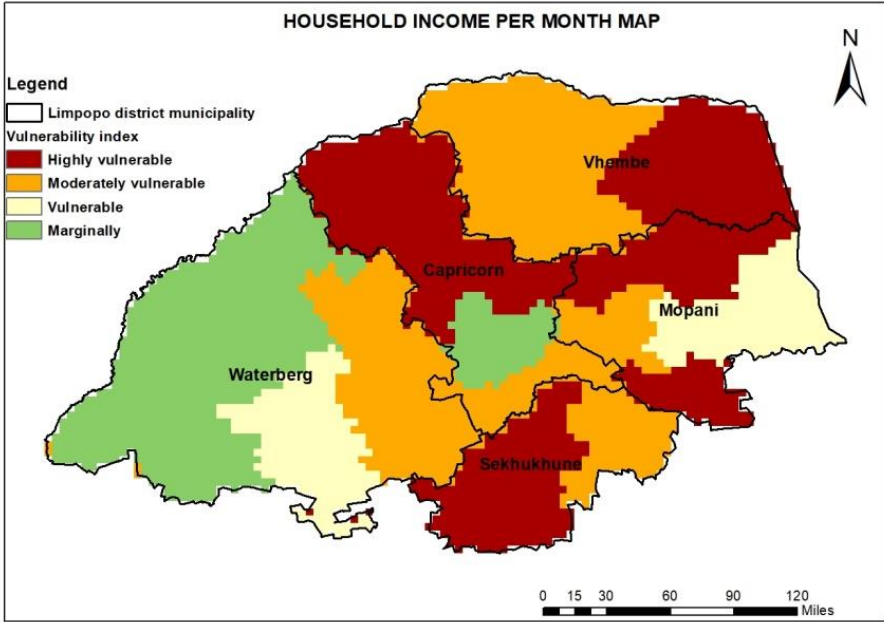 HOUSEHOLD INCOME PER MONTH MAP
N
Legend
Limpopo district municipality
Vulnerability index
Highly vulnerable
Moderately vulnerable
Vulnerable
Marginally
Vhembe
Capricorn
Mopani
Waterberg
Sekhukhune
0 15 30 60 90 120
Miles